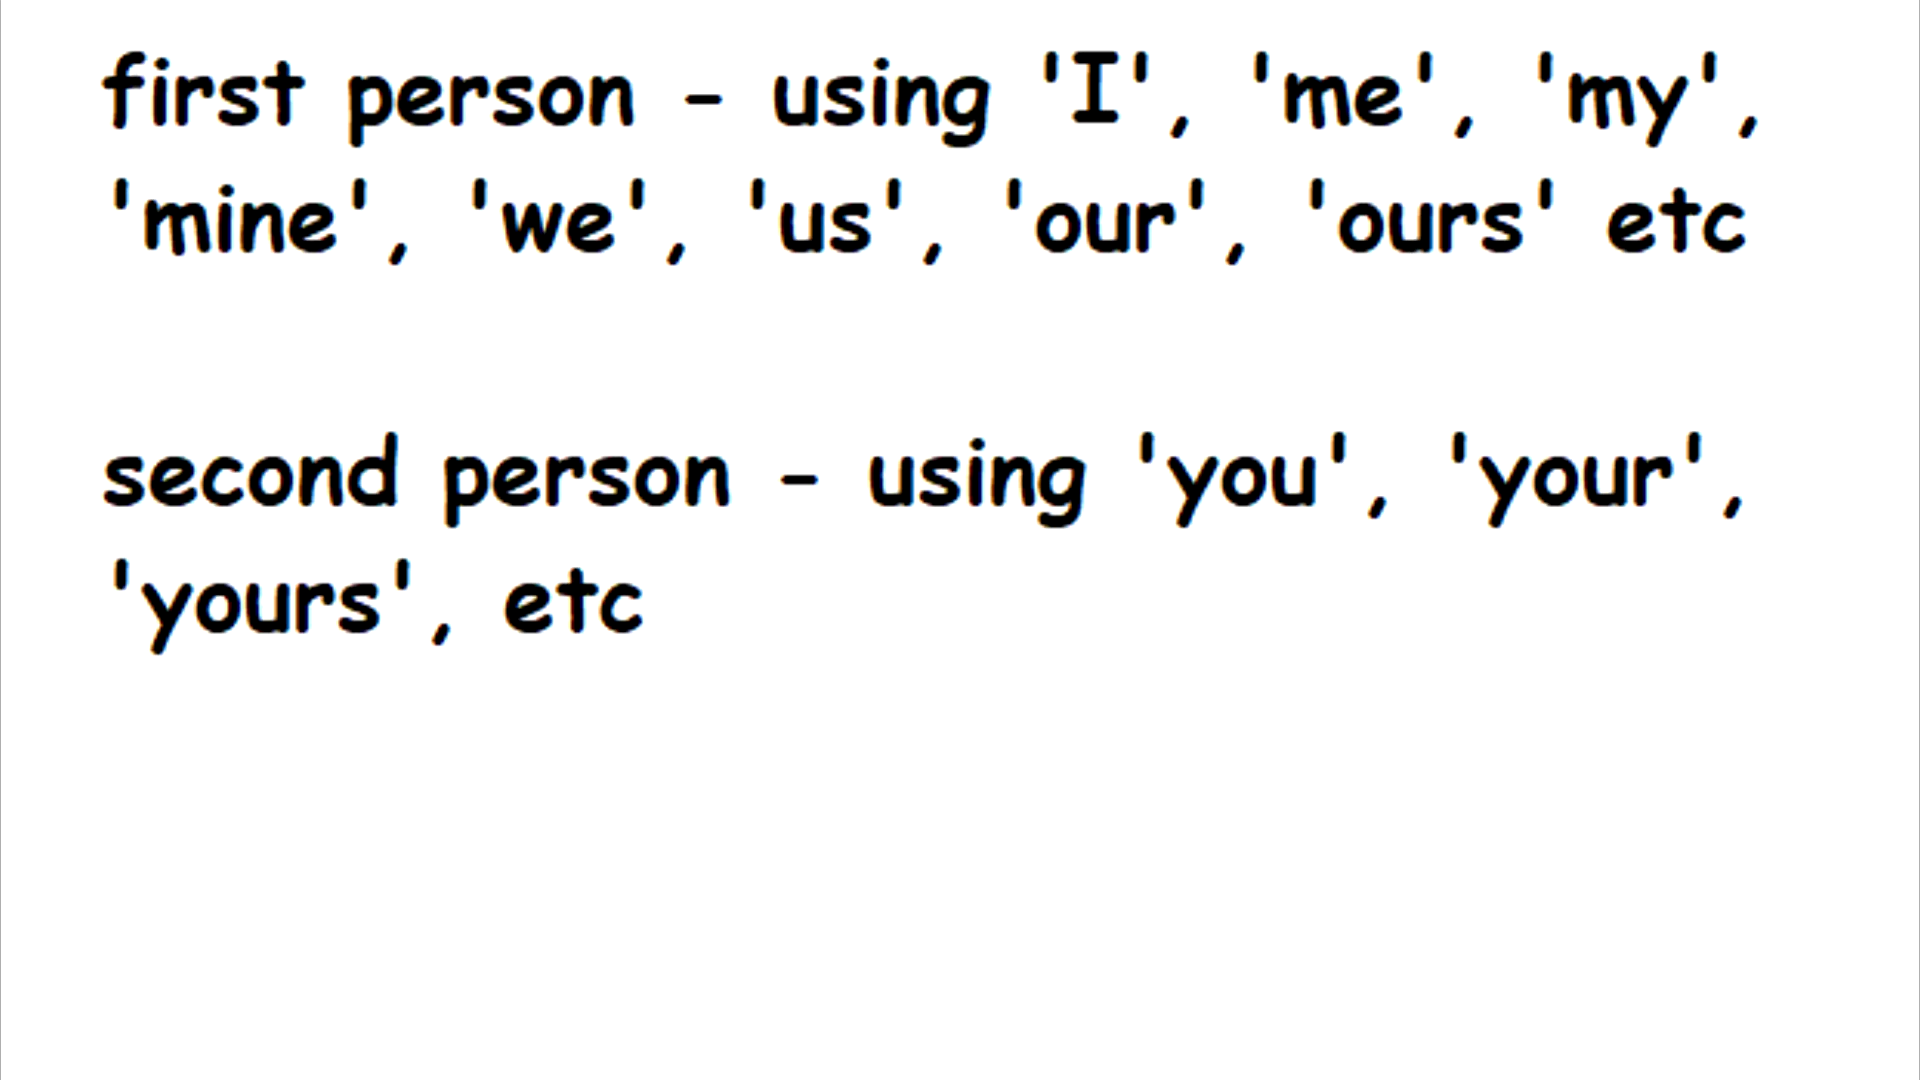 first person - using 'I', 'me', 'my',
'mine', 'we', 'us', 'our', 'ours' etc
second person - using 'you', 'your',
'yours', etc